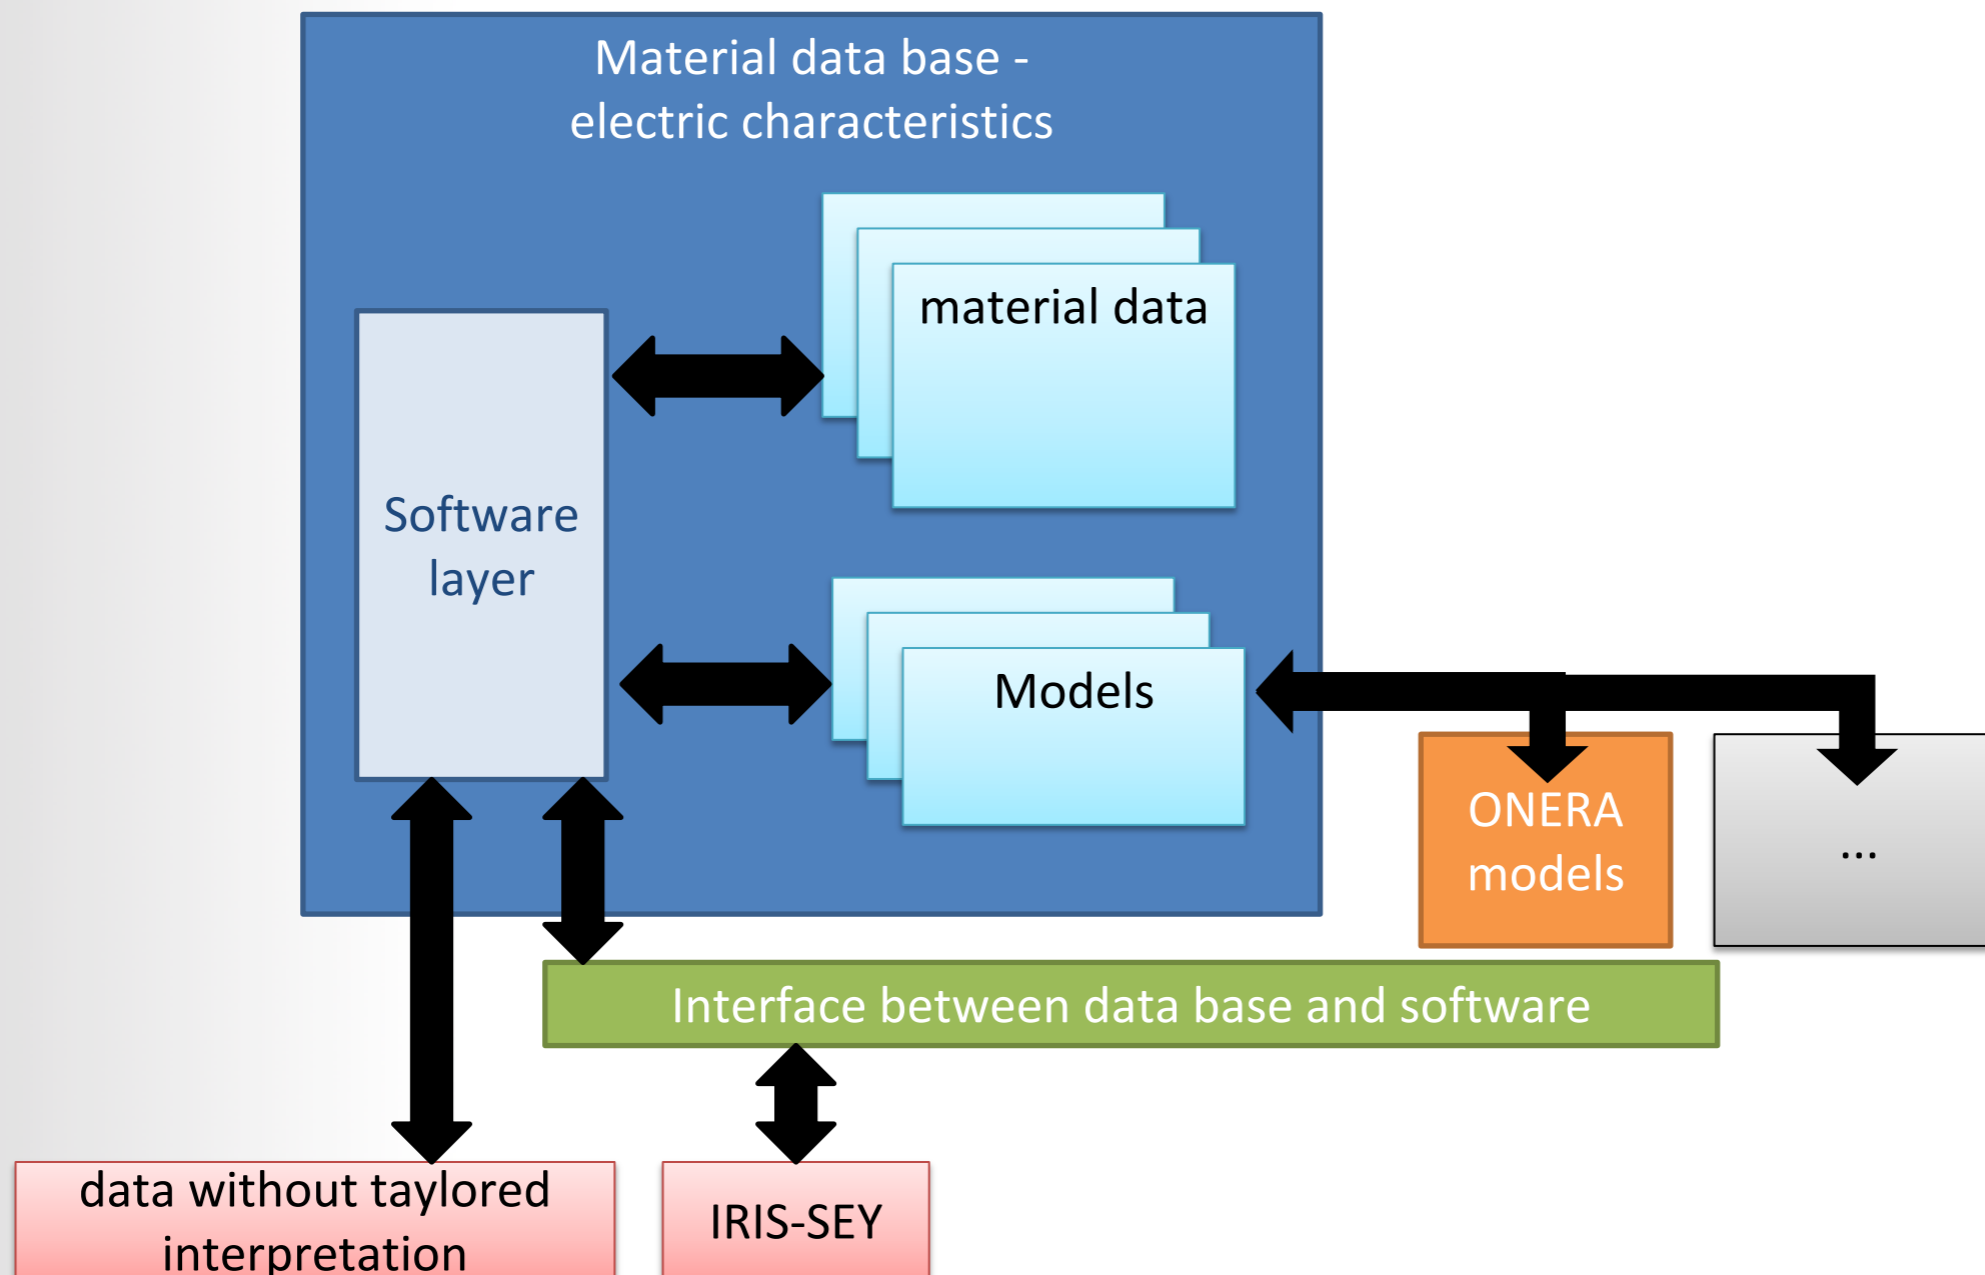 Material data base -
electric characteristics
material data
Software
layer
Models
ONERA
models
...
Interface between data base and software
data without taylored
interpretation
IRIS-SEY